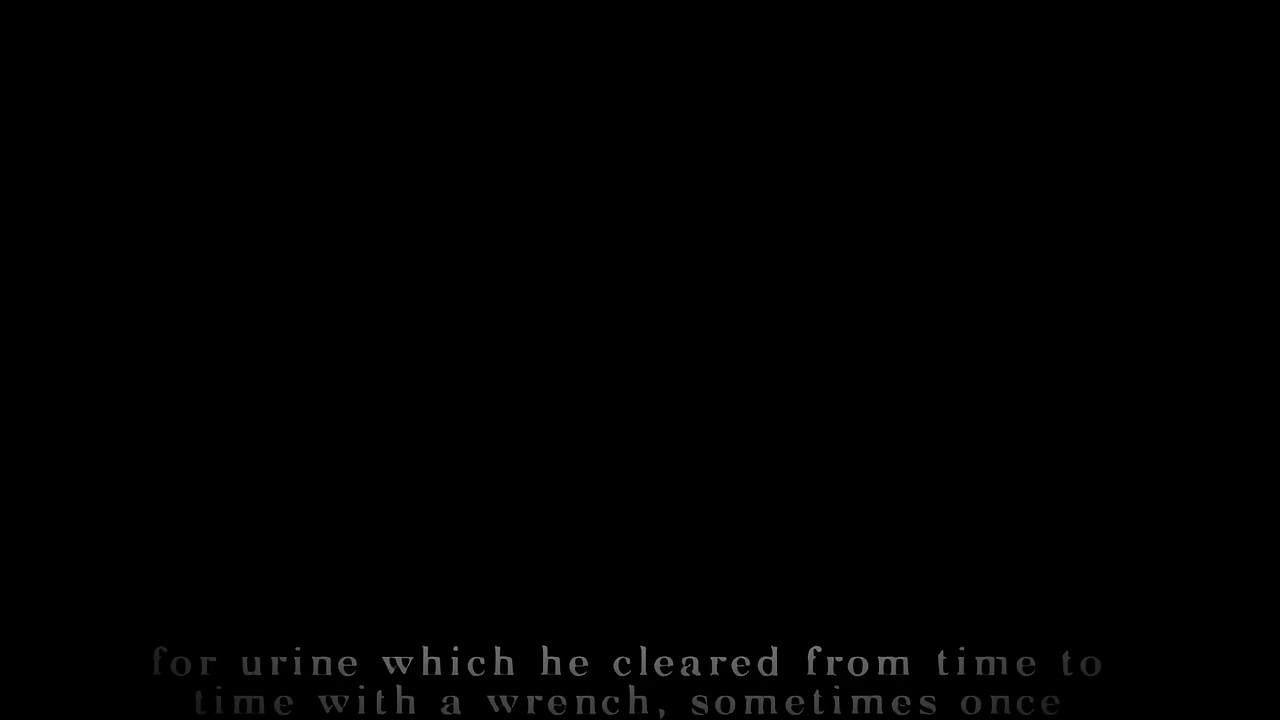 for urine which he cleared from time to
time with a wrench, sometimes once